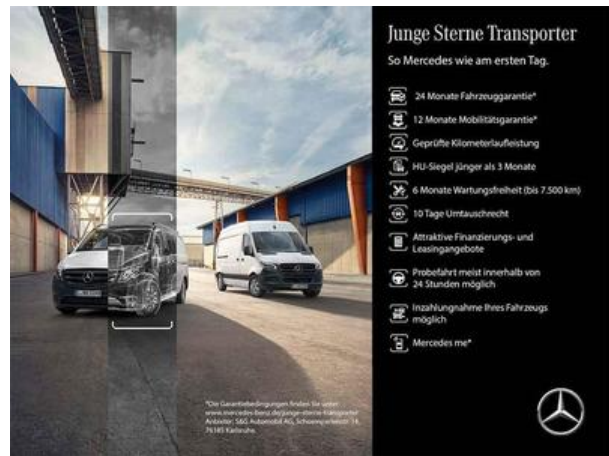 Junge Sterne Transporter
So Mercedes wie am ersten Tag.
24 Monate Fahrzeuggarantie*
12 Monate Mobilitätsgarantie*
Geprüfte Kilometerlaufleistung
HU-Siegel jünger als 3 Monate
6 Monate Wartungsfreiheit (bis 7.500 km)
10 Tage Umtauschrecht
Attraktive Finanzierungs- und
Leasingangebote
Probefahrt meist innerhalb von
24 Stunden möglich
Inzahlungnahme Ihres Fahrzeugs
möglich
Mercedes me*
*Die Garantiebedingungen finden Sie unter
www.mercedes-benz.de/junge-sterne-transporter
Anbieter: S&G Automobil AG, Schoemperlenstr. 14,
76185 Karlsruhe.